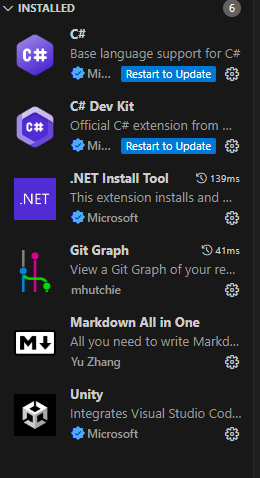 INSTALLED 6
C#
Base language support for C#
Mi... Restart to Update
C# Dev Kit
Official C# extension from ...
Mi... Restart to Update
.NET Install Tool 139ms
.NET This extension installs and ...
Microsoft
Git Graph 41ms
View a Git Graph of your re...
mhutchie
Markdown All in One
M All you need to write Markd...
Yu Zhang
Unity
Integrates Visual Studio Cod...
Microsoft